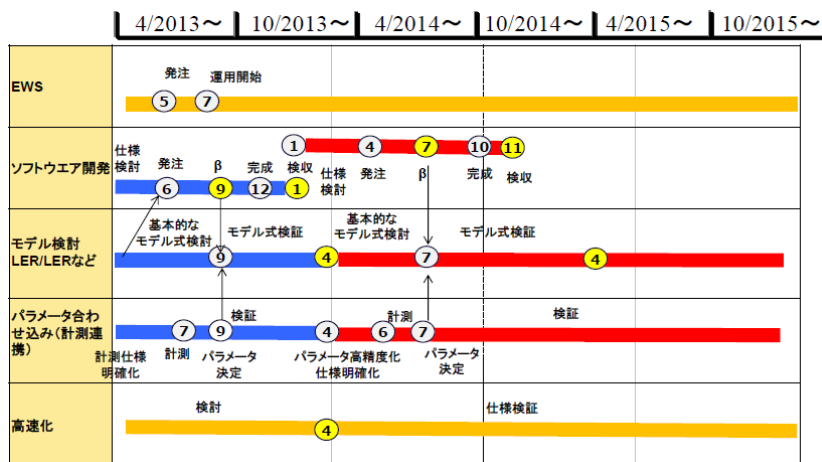 4/2013～ 10/2013～ 4/2014～ 10/2014～ 4/2015～ 10/2015～
EWS
発注 運用開始
5 7
ソフトウエア開発
1 4 7 10 11
仕様
検討
発注 β 完成 検収
仕様
検討
発注 β 完成 検収
6 9 12 1
モデル検討
LER/LERなど
基本的な
モデル式検討
モデル式検証
基本的な
モデル式検討
モデル式検証
9 4 7 4
パラメータ合わ
せ込み（計測連
携）
検証 計測 検証
7 9 4 6 7
計測仕様
明確化
計測
パラメータ
決定
パラメータ高精度化
仕様明確化
パラメータ
決定
高速化
検討 仕様検証
4